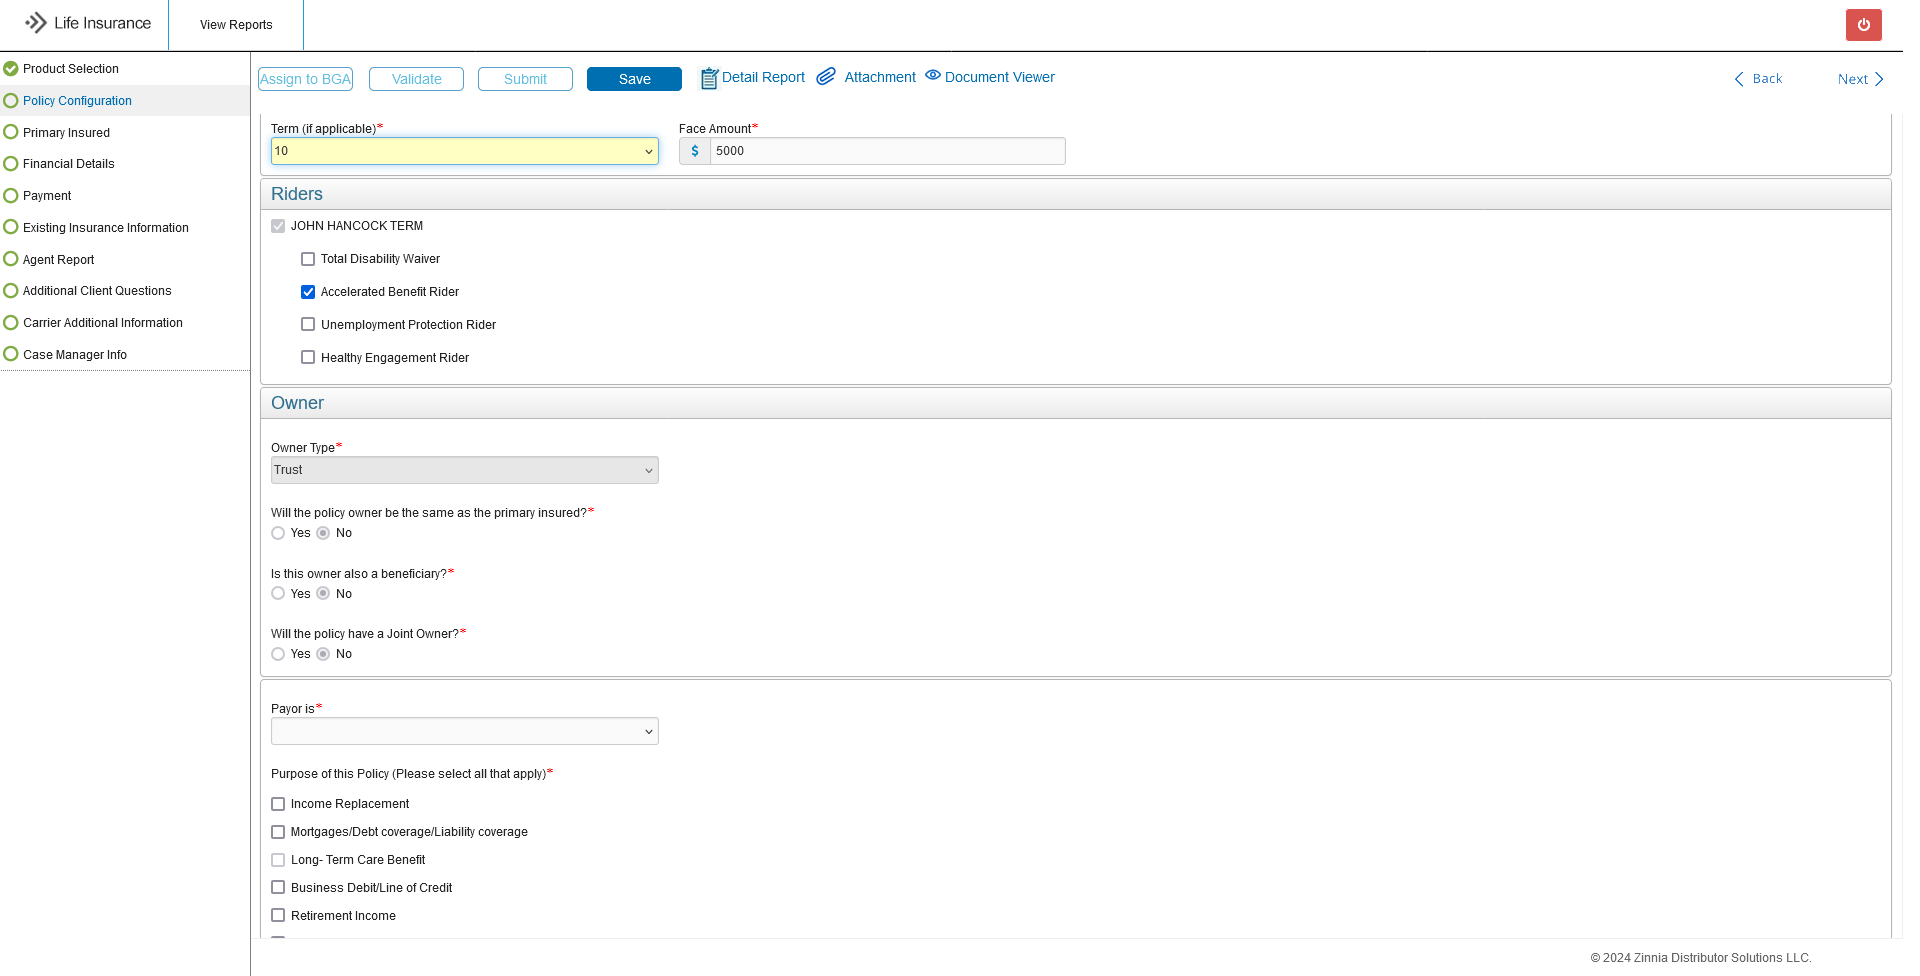 Life Insurance
View Reports
Product Selection
Policy Configuration
Primary Insured
Financial Details
Payment
Existing Insurance Information
Agent Report
Additional Client Questions
Carrier Additional Information
Case Manager Info
Assign to BGA
Validate
Submit
Save
Detail Report
Attachment
Document Viewer
Back
Next
Term (if applicable)*
10
Face Amount*
$ 5000
Riders
JOHN HANCOCK TERM
Total Disability Waiver
Accelerated Benefit Rider
Unemployment Protection Rider
Healthy Engagement Rider
Owner
Owner Type*
Trust
Will the policy owner be the same as the primary insured?*
Yes No
Is this owner also a beneficiary?*
Yes No
Will the policy have a Joint Owner?*
Yes No
Payor is*
Purpose of this Policy (Please select all that apply)*
Income Replacement
Mortgages/Debt coverage/Liability coverage
Long- Term Care Benefit
Business Debit/Line of Credit
Retirement Income
© 2024 Zinnia Distributor Solutions LLC.